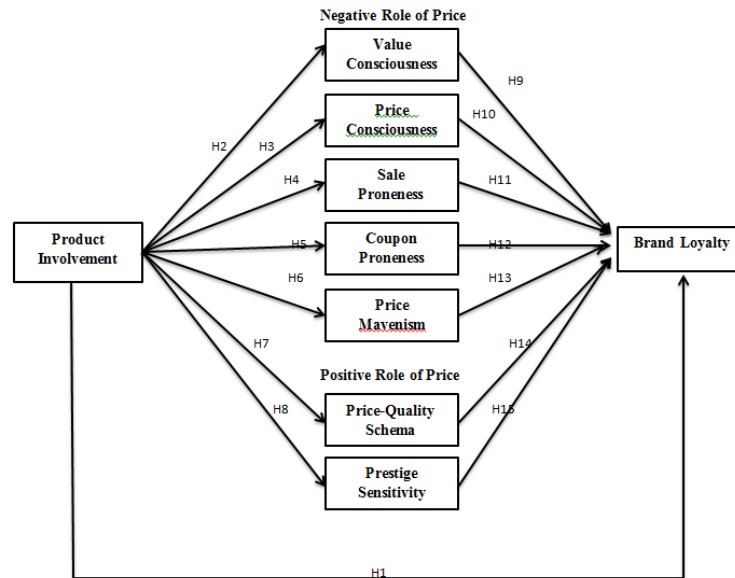 Negative Role of Price
Value
Consciousness
H9
Price
Consciousness
H10
H2
H3
Sale
Proneness
H4
H11
Product
Involvement
Coupon
Proneness
H5
H12
Brand Loyalty
H6
Price
Mavenism
H13
H7
H14
Positive Role of Price
Price-Quality
Schema
H8
H15
Prestige
Sensitivity
H1